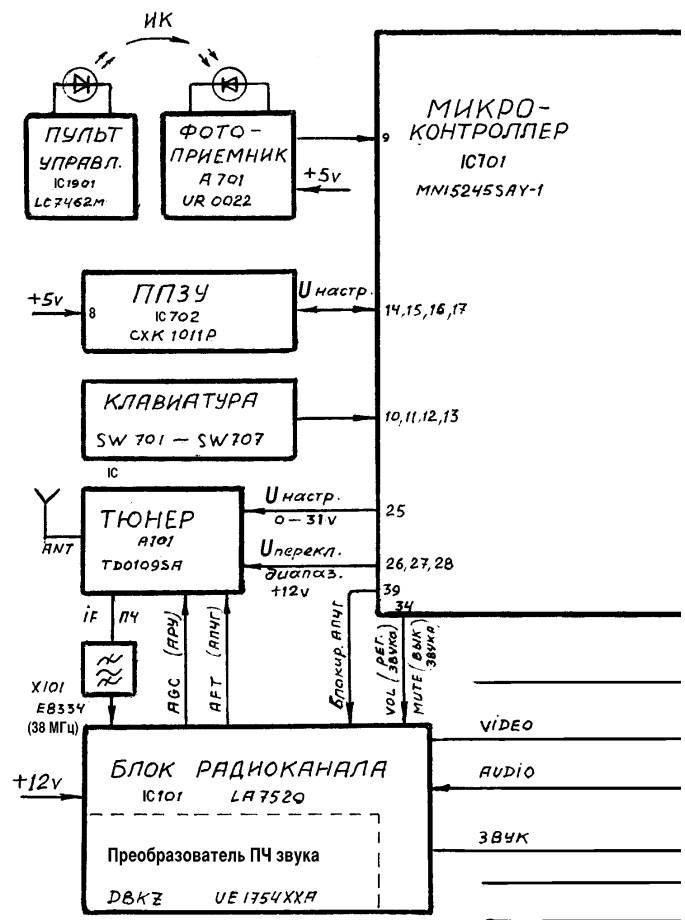 ИК
ПУЛЬТ
УПРАВЛ.
IC1901
LC7462M
ФОТО-
ПРИЕМНИК
А701
UR 0022
+5v
9
МИКРО-
КОНТРОЛЛЕР
IC701
MN15245SAY-1
+5v
8
ППЗУ
IC702
CXK 1011P
U настр.
14,15,16,17
КЛАВИАТУРА
SW 701 – SW707
10,11,12,13
IC
ANT
ТЮНЕР
А101
TD0109SA
U настр.
0 – 31v
25
U перекл.
диапаз.
+12v
26, 27, 28
39
34
iF ПЧ
X101
E8334
(38 МГц)
AGC (АРУ)
AFT (АПЧГ)
Блокир. АПЧГ
VOL (РЕГ. ЗВУКА)
MUTE (ВЫК ЗВУКА)
+12v
БЛОК РАДИОКАНАЛА
IC101 LA7520
Преобразователь ПЧ звука
DBKZ UE1754XXA
VIDEO
AUDIO
ЗВУК